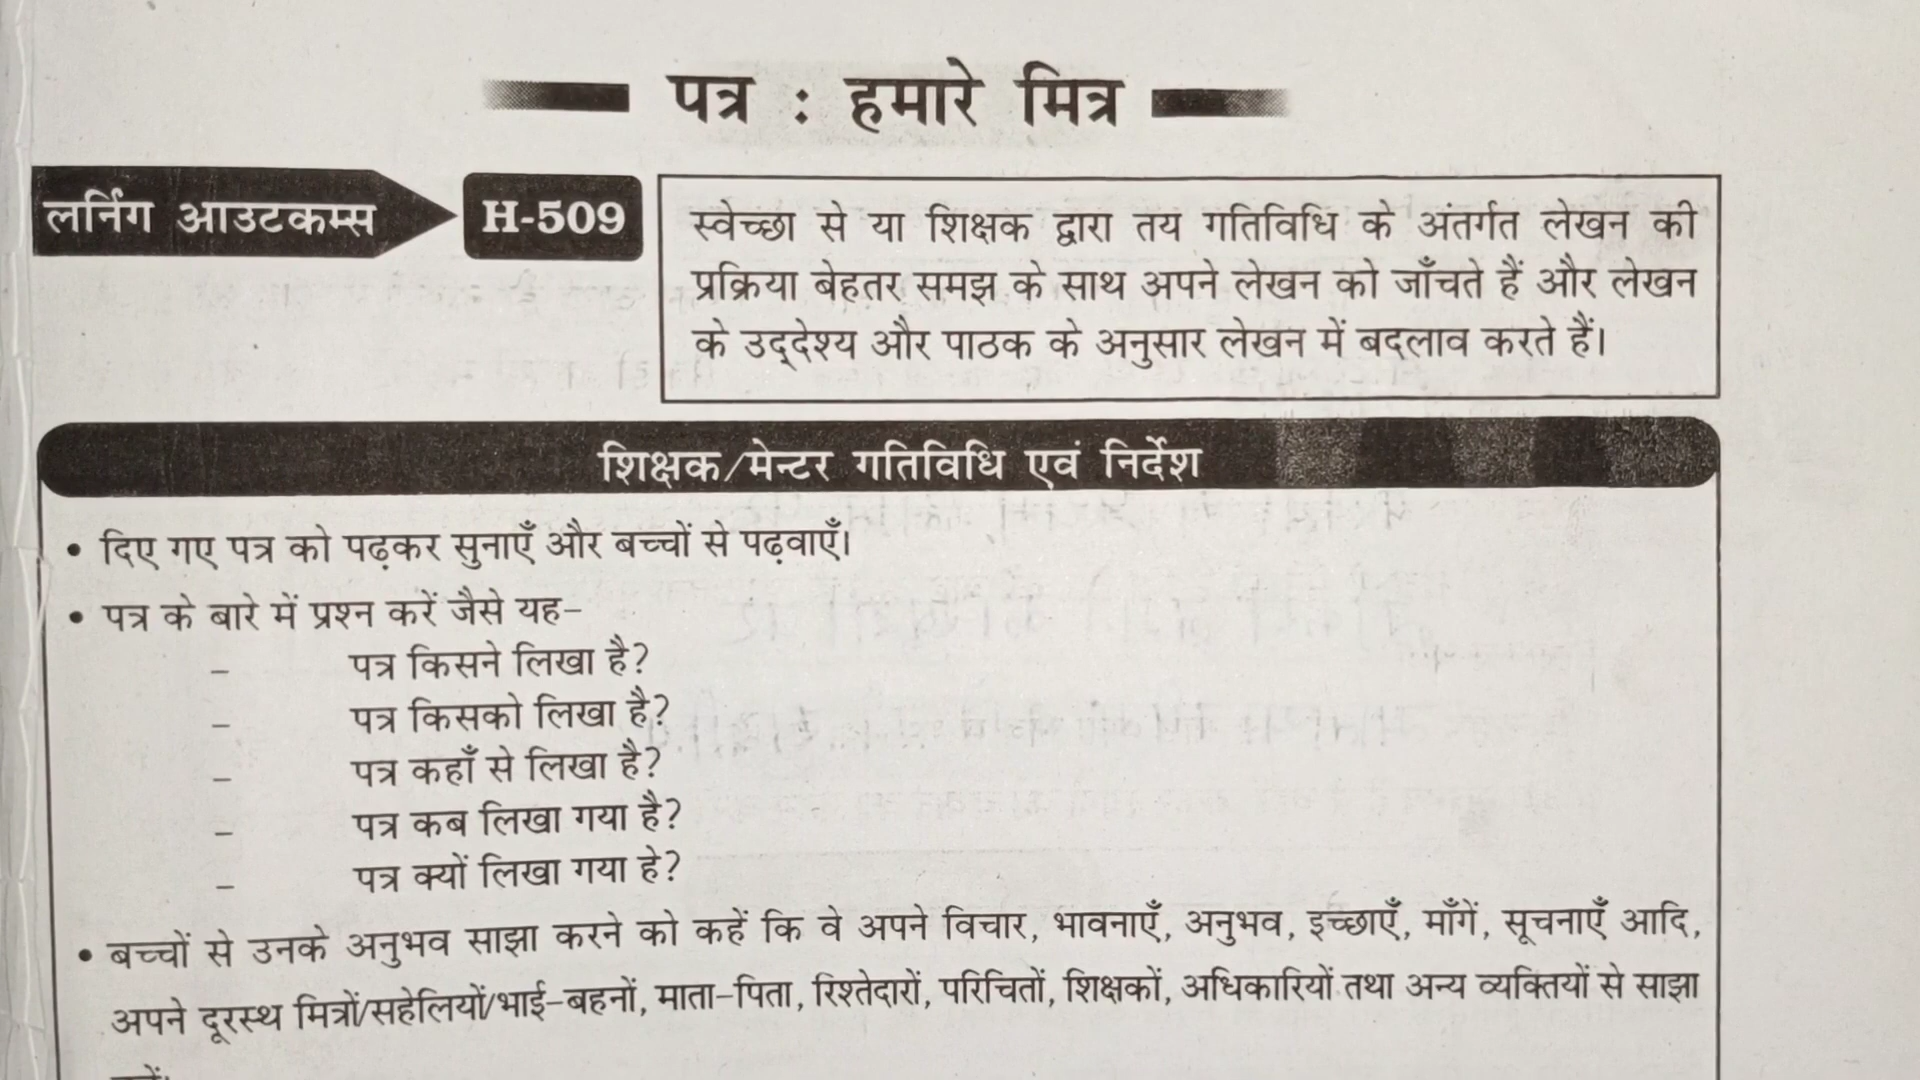 पत्र : हमारे मित्र
लर्निंग आउटकम्स
H-509
स्वेच्छा से या शिक्षक द्वारा तय गतिविधि के अंतर्गत लेखन की
प्रक्रिया बेहतर समझ के साथ अपने लेखन को जाँचते हैं और लेखन
के उद्‌देश्य और पाठक के अनुसार लेखन में बदलाव करते हैं।
शिक्षक/मेन्टर गतिविधि एवं निर्देश
• दिए गए पत्र को पढ़कर सुनाएँ और बच्चों से पढ़वाएँ।
• पत्र के बारे में प्रश्न करें जैसे यह–
– पत्र किसने लिखा है?
– पत्र किसको लिखा है?
– पत्र कहाँ से लिखा है?
– पत्र कब लिखा गया है?
– पत्र क्यों लिखा गया हे?
• बच्चों से उनके अनुभव साझा करने को कहें कि वे अपने विचार, भावनाएँ, अनुभव, इच्छाएँ, माँगें, सूचनाएँ आदि,
अपने दूरस्थ मित्रों/सहेलियों/भाई–बहनों, माता–पिता, रिश्तेदारों, परिचितों, शिक्षकों, अधिकारियों तथा अन्य व्यक्तियों से साझा